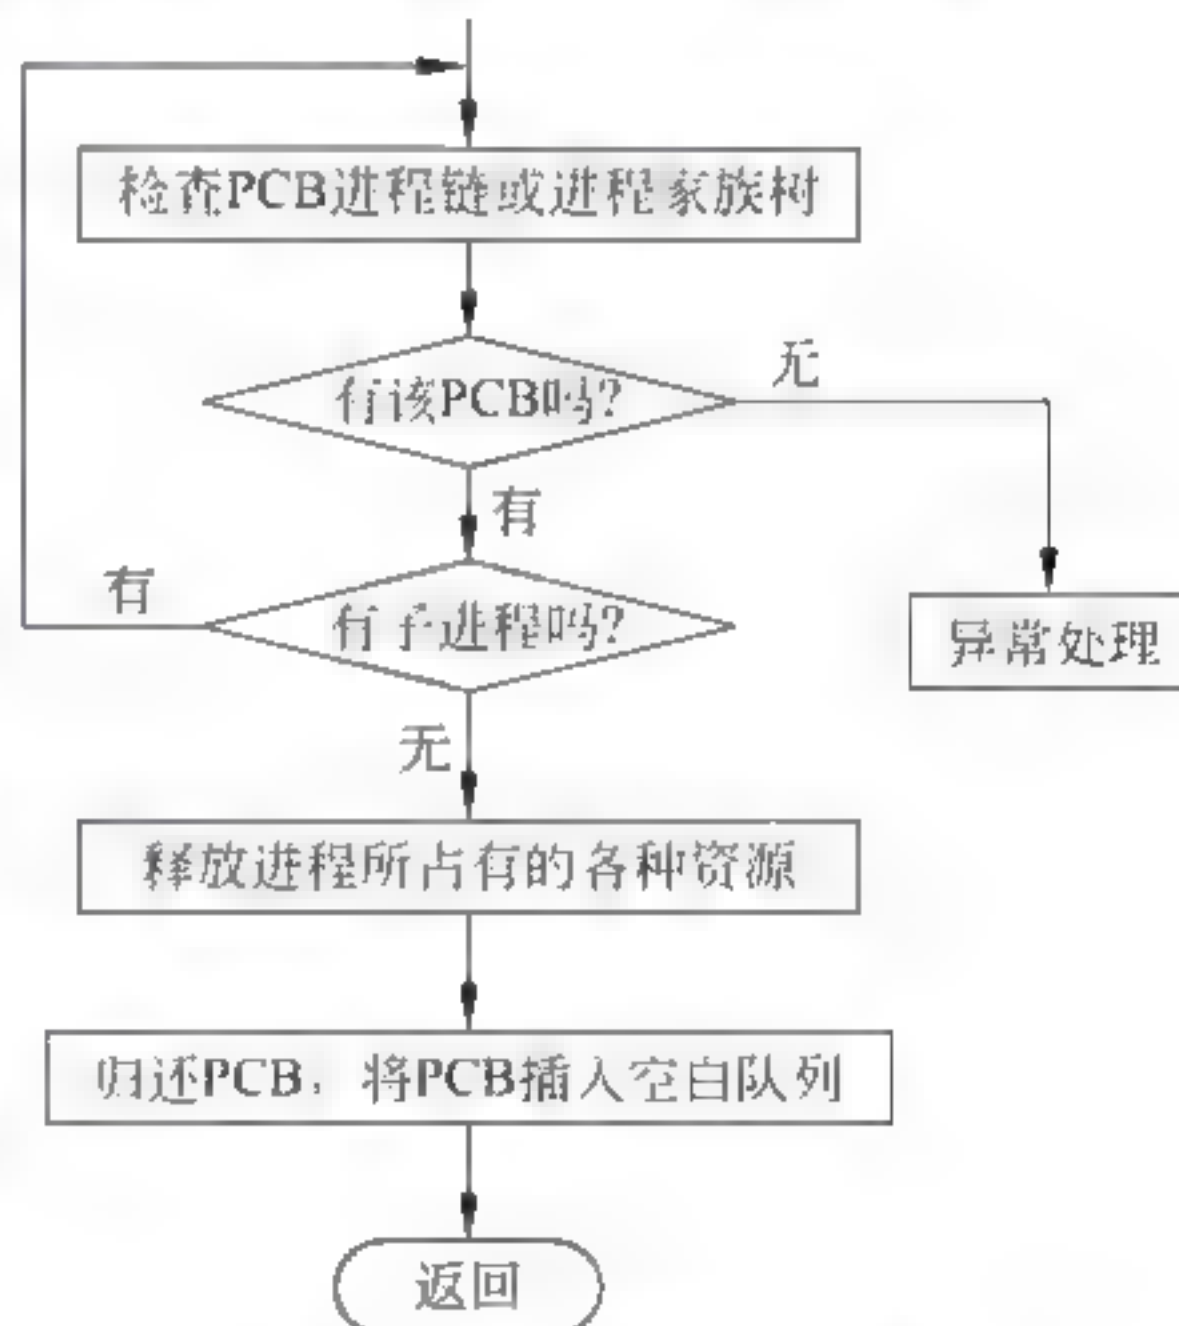 检查PCB进程链或进程家族树
无
有该PCB吗?
有
有
有子进程吗?
异常处理
无
释放进程所占有的各种资源
归还PCB，将PCB插入空白队列
返回